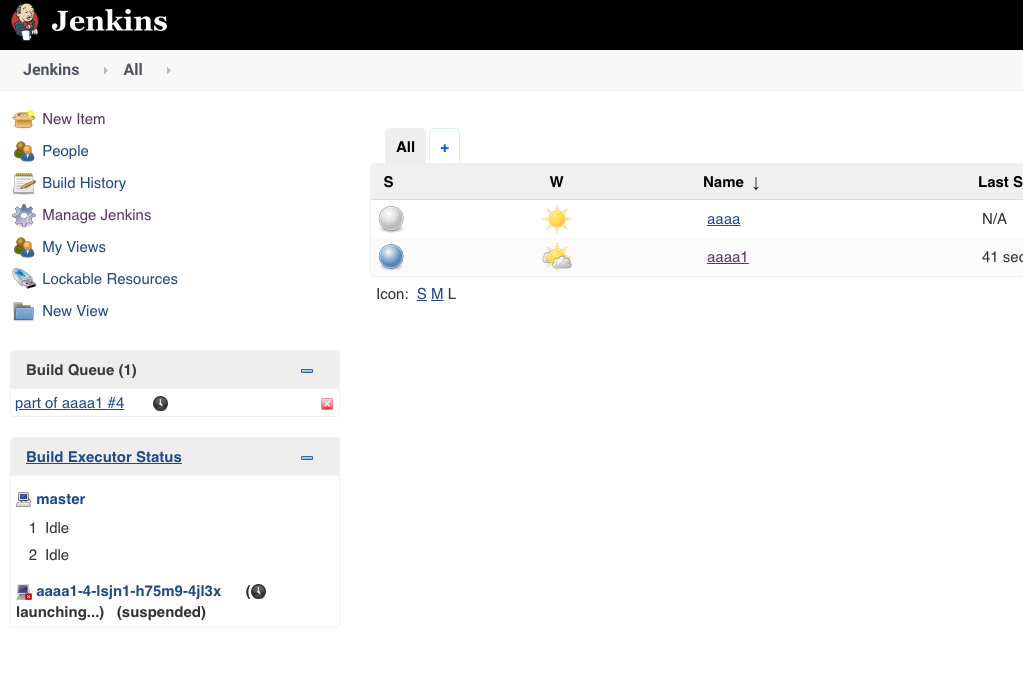 Jenkins
Jenkins All
New Item
People
Build History
Manage Jenkins
My Views
Lockable Resources
New View
Build Queue (1)
part of aaaa1 #4
Build Executor Status
master
1 Idle
2 Idle
aaaa1-4-lsjn1-h75m9-4jl3x (
launching...) (suspended)
All +
S W Name ↓ Last S
aaaa N/A
aaaa1 41 sec
Icon: S M L